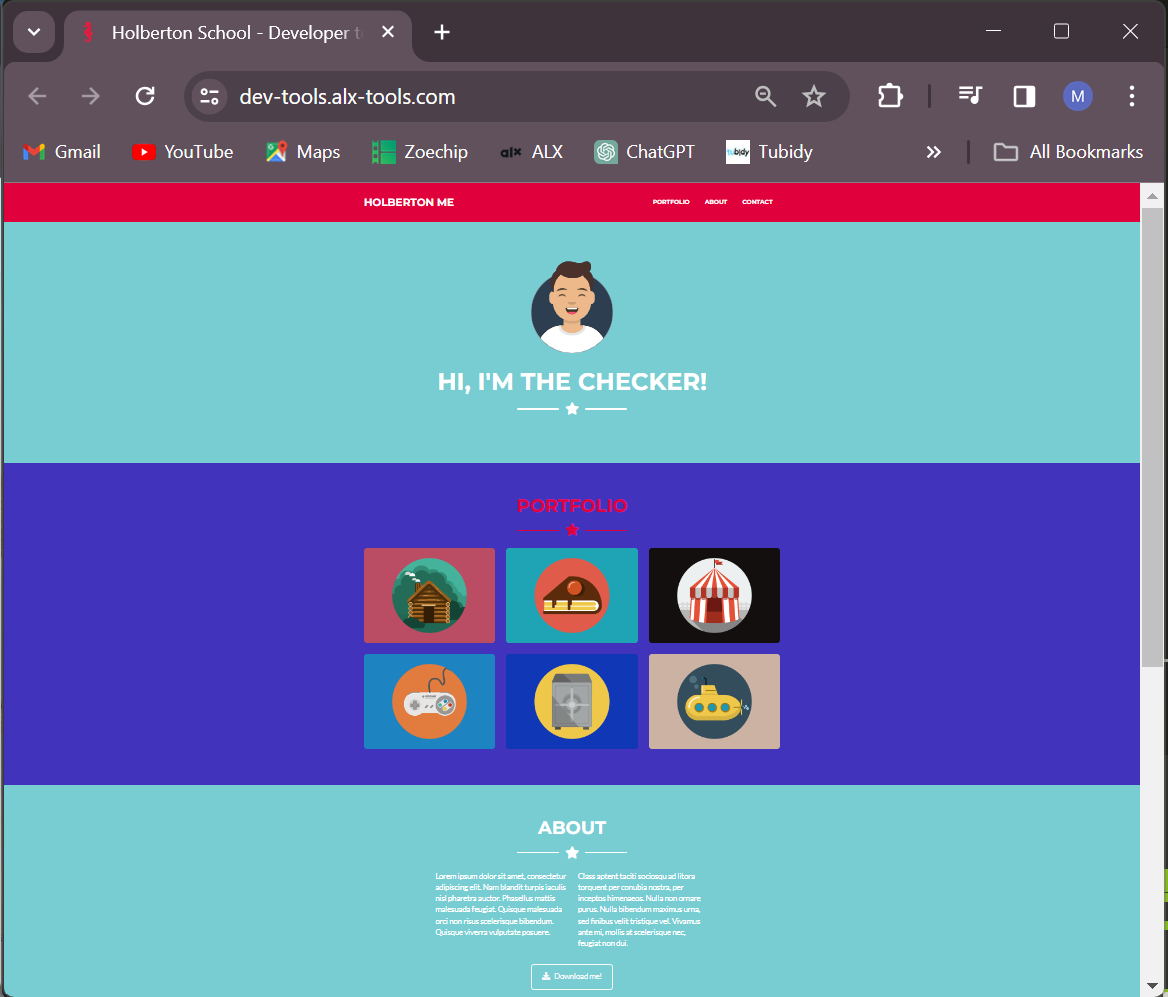 Holberton School - Developer t
dev-tools.alx-tools.com
M
Gmail
YouTube
Maps
Zoechip
alx ALX
ChatGPT
Tubidy Tubidy
All Bookmarks
HOLBERTON ME
PORTFOLIO
ABOUT
CONTACT
HI, I'M THE CHECKER!
PORTFOLIO
ABOUT
Lorem ipsum dolor sit amet, consectetur
adipiscing elit. Nam blandit turpis iaculis
nisl pharetra auctor. Phasellus mattis
malesuada feugiat. Quisque malesuada
orci non risus scelerisque bibendum.
Quisque viverra vulputate posuere.
Class aptent taciti sociosqu ad litora
torquent per conubia nostra, per
inceptos himenaeos. Nulla non ornare
purus. Nulla bibendum maximus urna,
sed finibus velit tristique vel. Vivamus
ante mi, mollis at scelerisque nec,
feugiat non dui.
Download me!